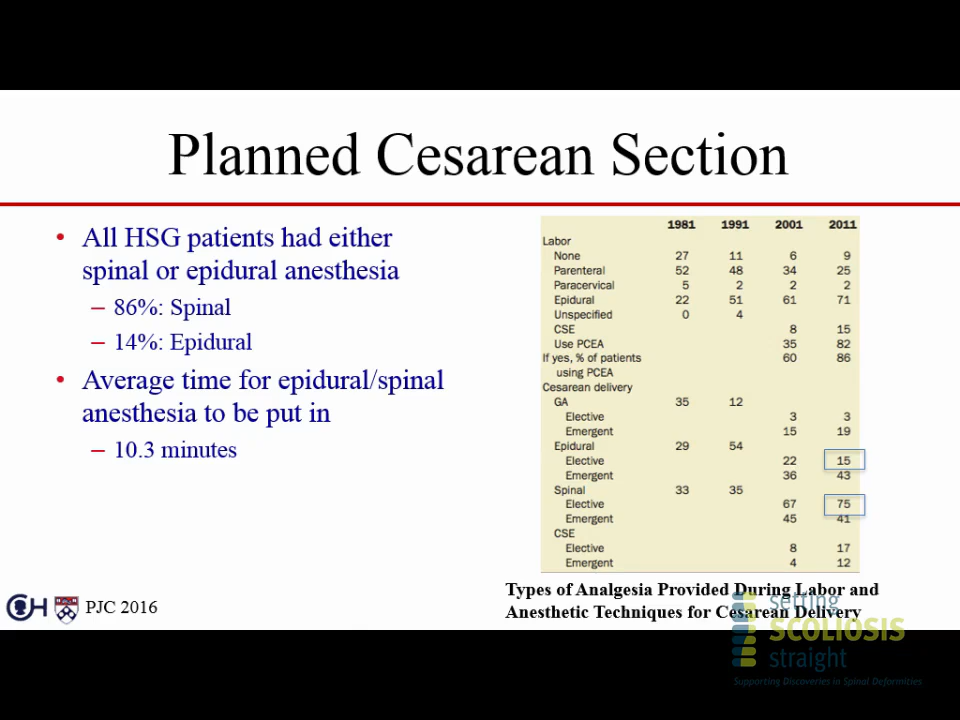 Planned Cesarean Section
• All HSG patients had either
spinal or epidural anesthesia
– 86%: Spinal
– 14%: Epidural
• Average time for epidural/spinal
anesthesia to be put in
– 10.3 minutes
1981 1991 2001 2011
Labor
None 27 11 6 9
Parenteral 52 48 34 25
Paracervical 5 2 2 2
Epidural 22 51 61 71
Unspecified 0 4
CSE 8 15
Use PCEA 35 82
If yes, % of patients 60 86
using PCEA
Cesarean delivery
GA 35 12
Elective 3 3
Emergent 15 19
Epidural 29 54
Elective 22 15
Emergent 36 43
Spinal 33 35
Elective 67 75
Emergent 45 41
CSE
Elective 8 17
Emergent 4 12
Types of Analgesia Provided During Labor and
Anesthetic Techniques for Cesarean Delivery
CH PJC 2016
setting
SCOLIOSIS
straight
Supporting Discoveries in Spinal Deformities